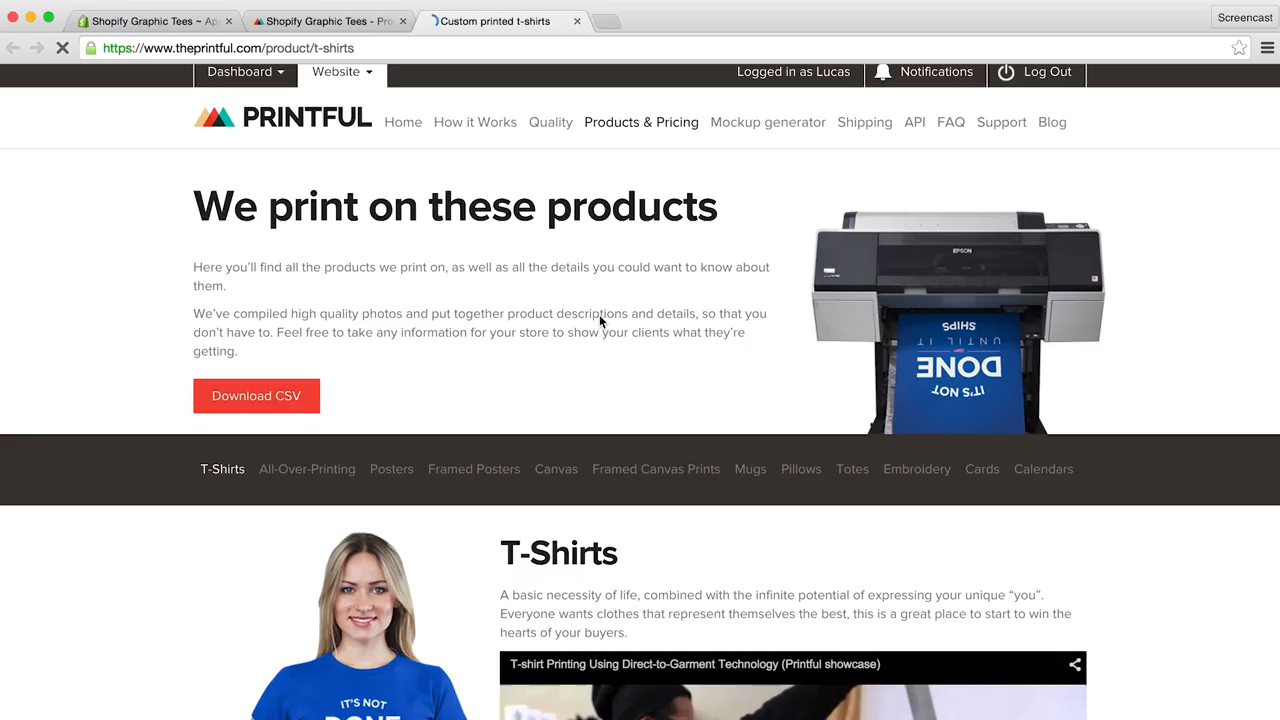 Shopify Graphic Tees ~ Ap
Shopify Graphic Tees - Pro
Custom printed t-shirts
Screencast
https://www.theprintful.com/product/t-shirts
Dashboard
Website
Logged in as Lucas
Notifications
Log Out
PRINTFUL
Home
How it Works
Quality
Products & Pricing
Mockup generator
Shipping
API
FAQ
Support
Blog
We print on these products
Here you'll find all the products we print on, as well as all the details you could want to know about
them.
We've compiled high quality photos and put together product descriptions and details, so that you
don't have to. Feel free to take any information for your store to show your clients what they're
getting.
Download CSV
EPSON
SHIPS
UNTIL IT
DONE
IT'S NOT
T-Shirts
All-Over-Printing
Posters
Framed Posters
Canvas
Framed Canvas Prints
Mugs
Pillows
Totes
Embroidery
Cards
Calendars
T-Shirts
A basic necessity of life, combined with the infinite potential of expressing your unique “you”.
Everyone wants clothes that represent themselves the best, this is a great place to start to win the
hearts of your buyers.
T-shirt Printing Using Direct-to-Garment Technology (Printful showcase)
IT'S NOT
DONE